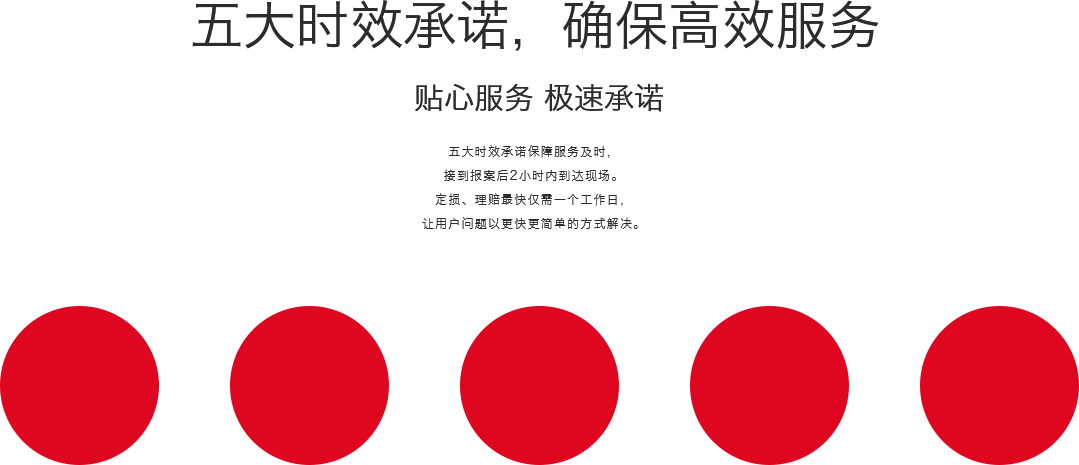 五大时效承诺，确保高效服务
贴心服务 极速承诺
五大时效承诺保障服务及时，
接到报案后2小时内到达现场。
定损、理赔最快仅需一个工作日，
让用户问题以更快更简单的方式解决。